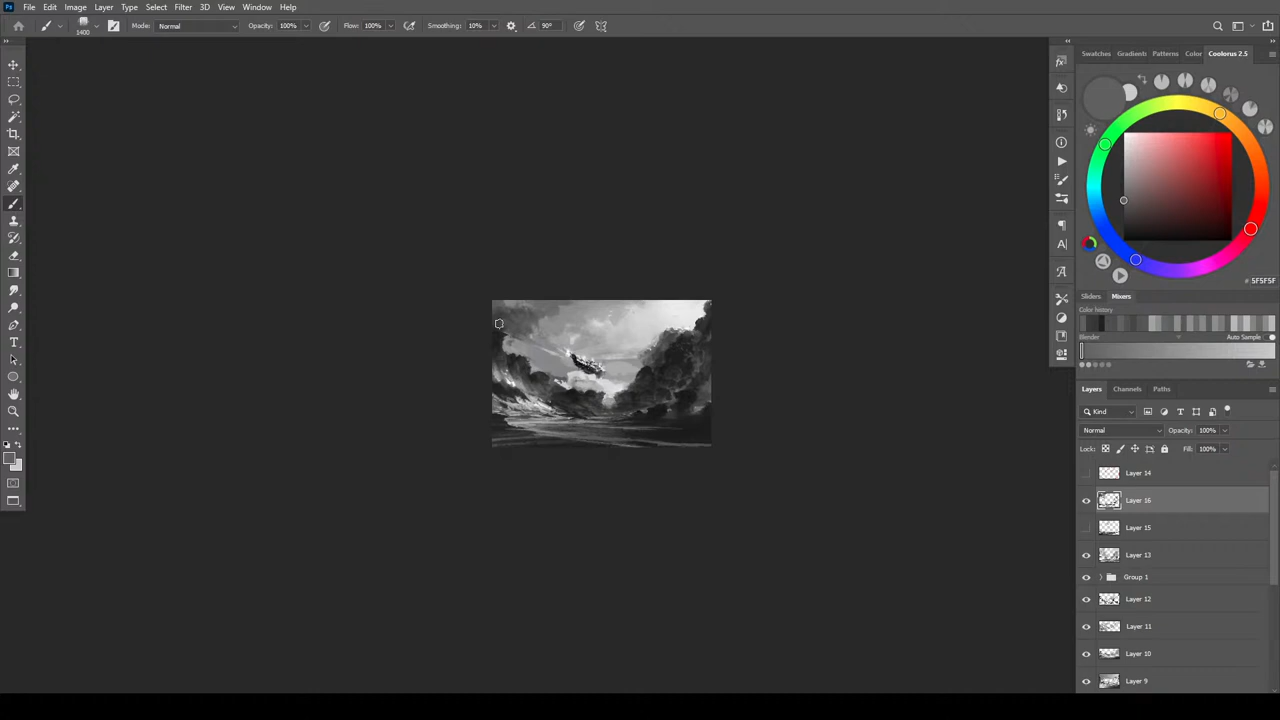 Ps File Edit Image Layer Type Select Filter 3D View Window Help
1400 Mode: Normal Opacity: 100% Flow: 100% Smoothing: 10% 90°
Swatches Gradients Patterns Color Coolorus 2.5
# 5F5F5F
Sliders Mixers
Color history
Blender Auto Sample
Layers Channels Paths
Kind
Normal Opacity: 100%
Lock: Fill: 100%
Layer 14
Layer 16
Layer 15
Layer 13
Group 1
Layer 12
Layer 11
Layer 10
Layer 9